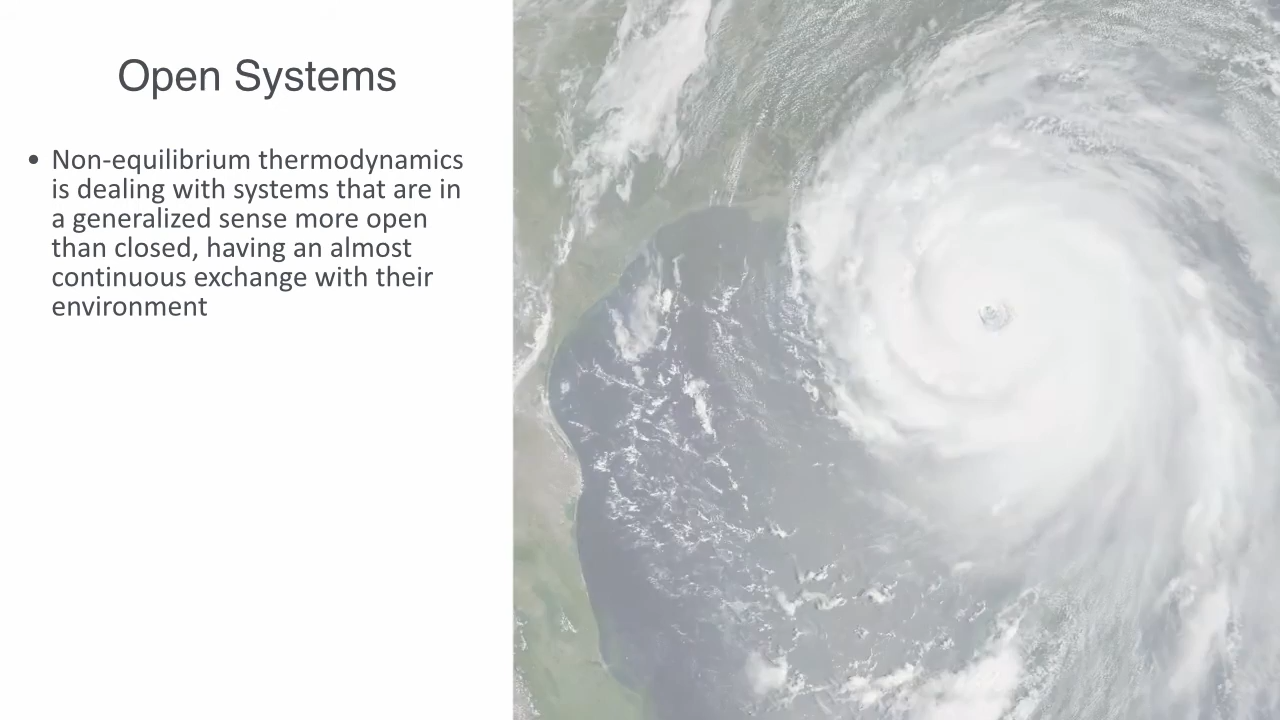 Open Systems
• Non-equilibrium thermodynamics
is dealing with systems that are in
a generalized sense more open
than closed, having an almost
continuous exchange with their
environment